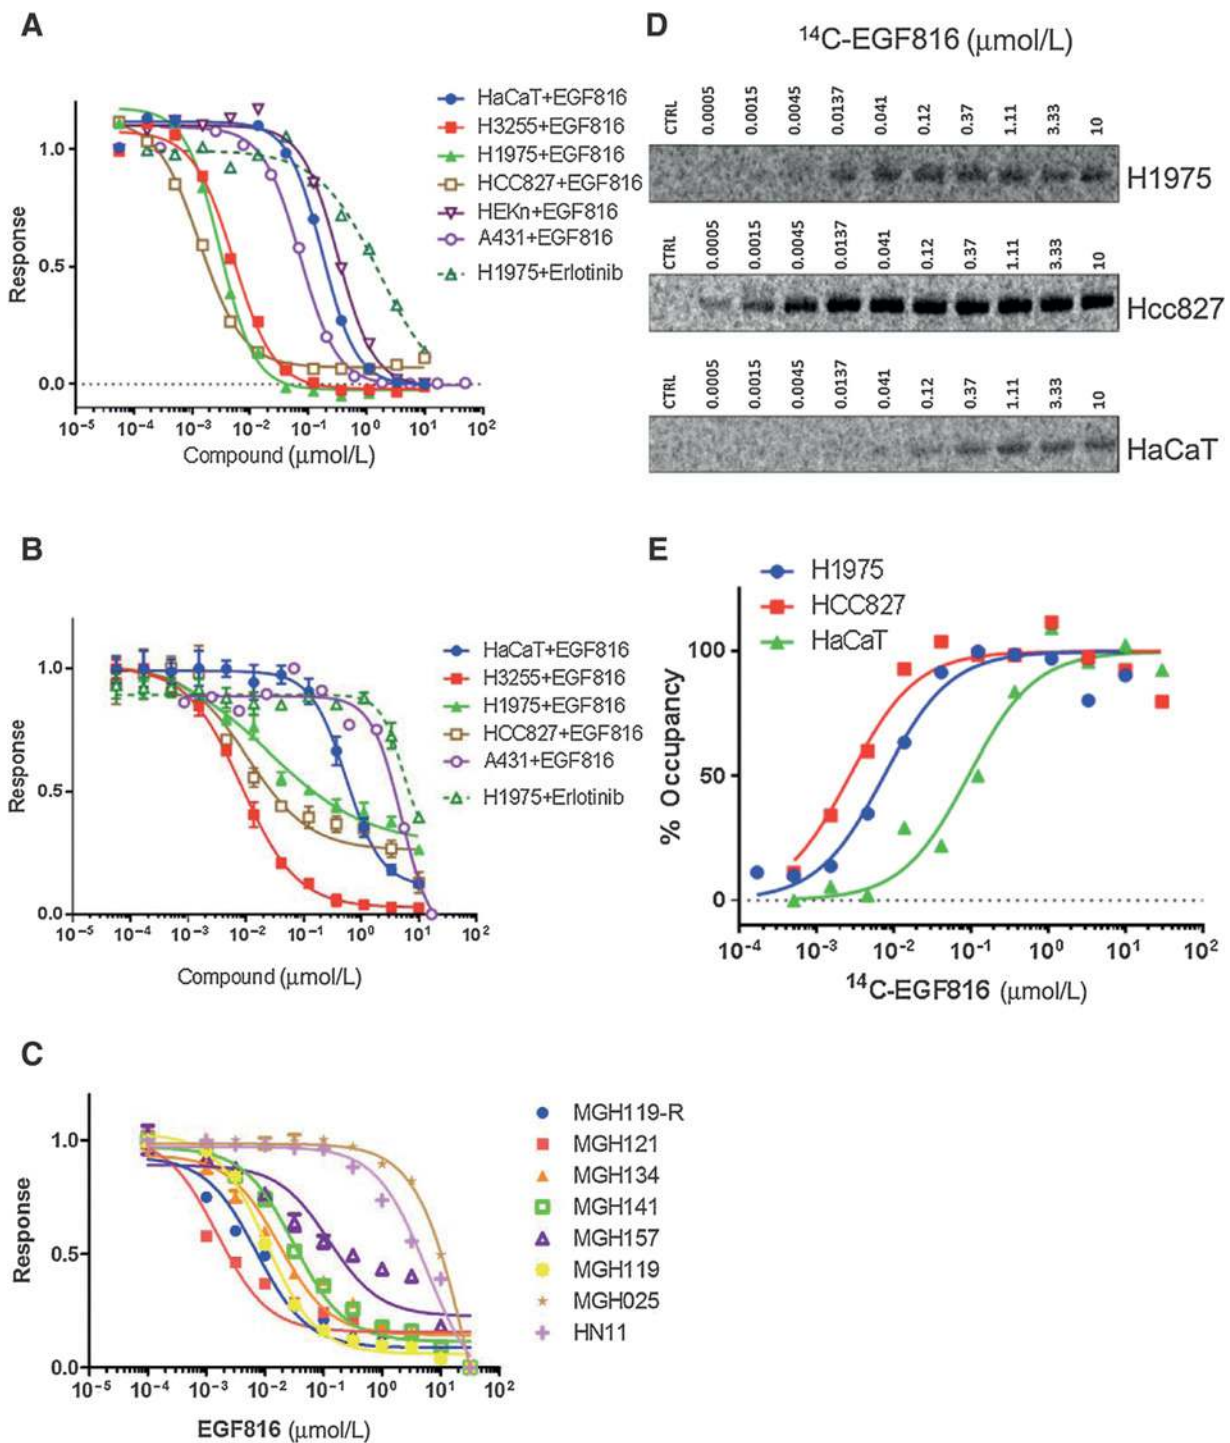 A
Response
1.0
0.5
0.0
10⁻⁵ 10⁻⁴ 10⁻³ 10⁻² 10⁻¹ 10⁰ 10¹ 10²
Compound (μmol/L)
HaCaT+EGF816
H3255+EGF816
H1975+EGF816
HCC827+EGF816
HEKn+EGF816
A431+EGF816
H1975+Erlotinib
D
¹⁴C-EGF816 (μmol/L)
CTRL 0.0005 0.0015 0.0045 0.0137 0.041 0.12 0.37 1.11 3.33 10
H1975
CTRL 0.0005 0.0015 0.0045 0.0137 0.041 0.12 0.37 1.11 3.33 10
Hcc827
CTRL 0.0005 0.0015 0.0045 0.0137 0.041 0.12 0.37 1.11 3.33 10
HaCaT
B
Response
1.0
0.5
0.0
10⁻⁵ 10⁻⁴ 10⁻³ 10⁻² 10⁻¹ 10⁰ 10¹ 10²
Compound (μmol/L)
HaCaT+EGF816
H3255+EGF816
H1975+EGF816
HCC827+EGF816
A431+EGF816
H1975+Erlotinib
E
H1975
HCC827
HaCaT
% Occupancy
100
50
0
10⁻⁴ 10⁻³ 10⁻² 10⁻¹ 10⁰ 10¹ 10²
¹⁴C-EGF816 (μmol/L)
C
Response
1.0
0.5
0.0
10⁻⁵ 10⁻⁴ 10⁻³ 10⁻² 10⁻¹ 10⁰ 10¹ 10²
EGF816 (μmol/L)
MGH119-R
MGH121
MGH134
MGH141
MGH157
MGH119
MGH025
HN11